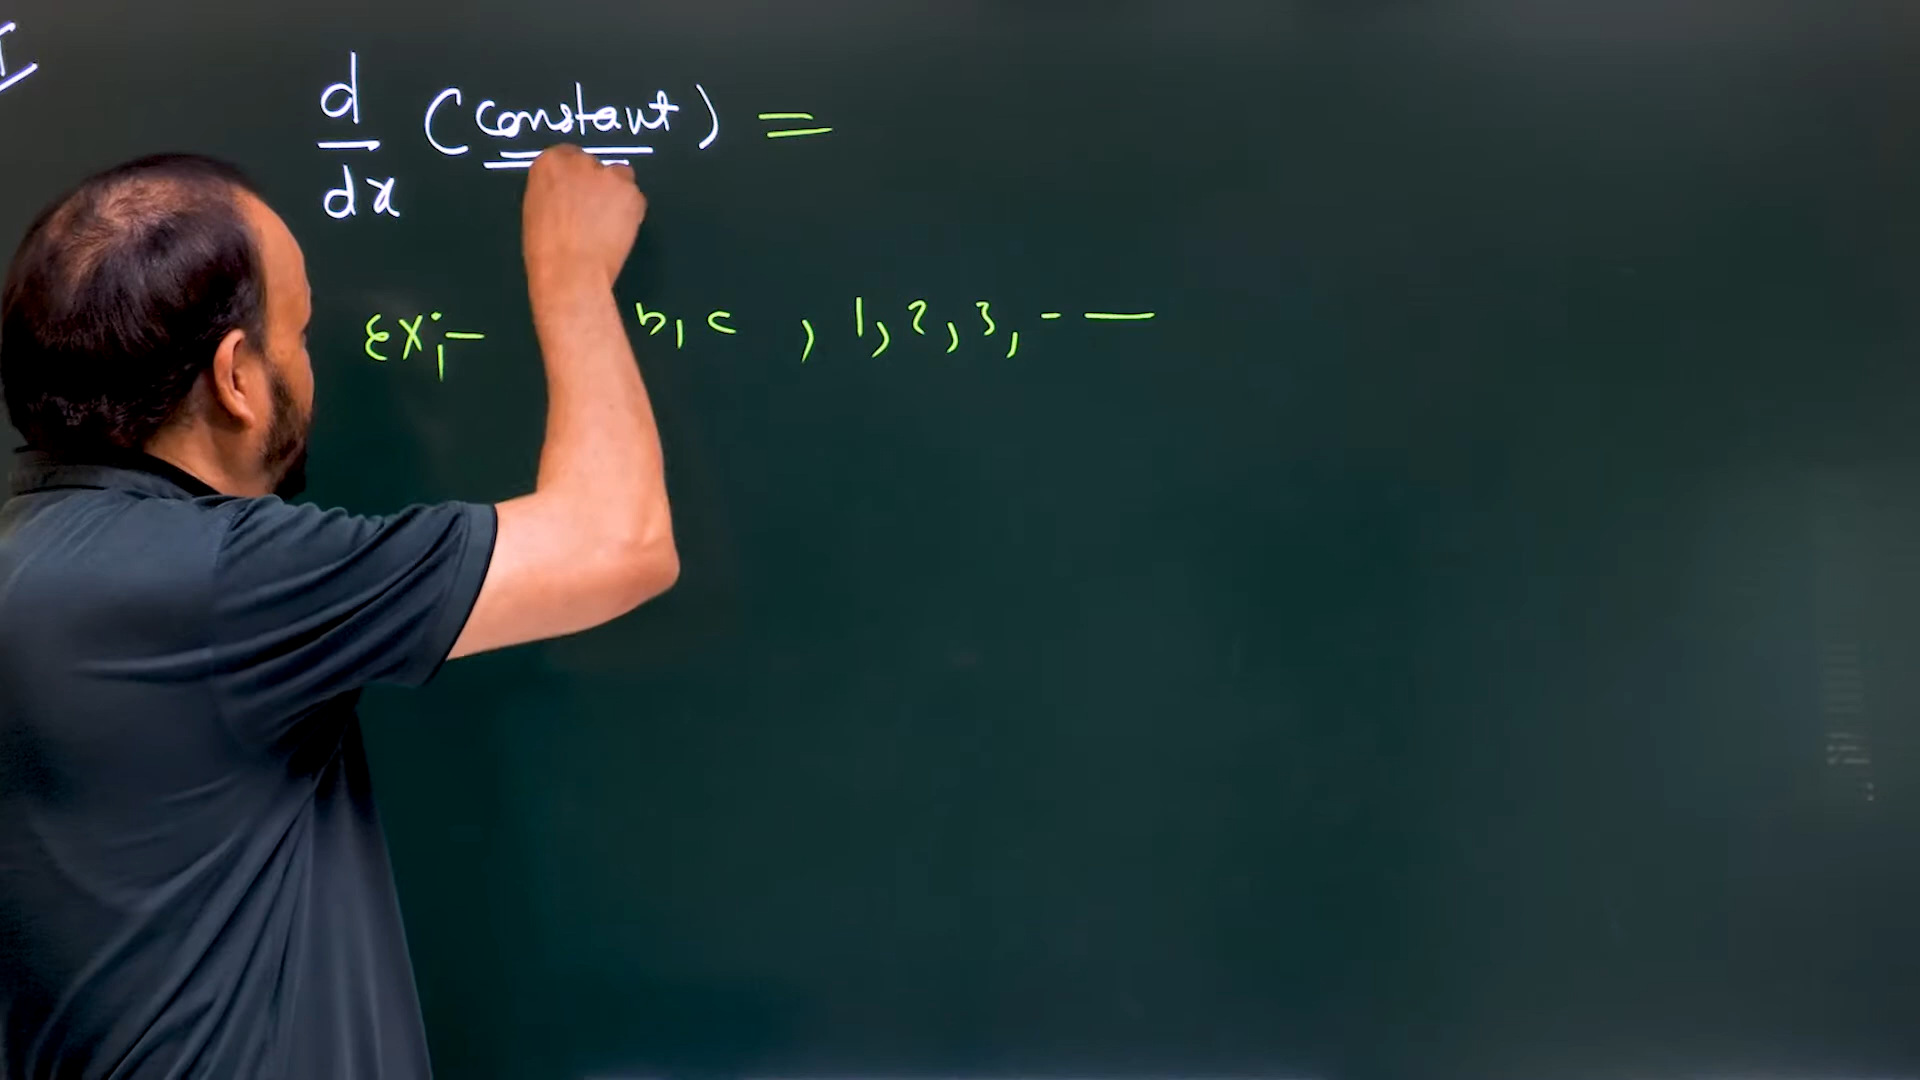 d/dx (constant) =
Ex:- b, c , 1, 2, 3, - —